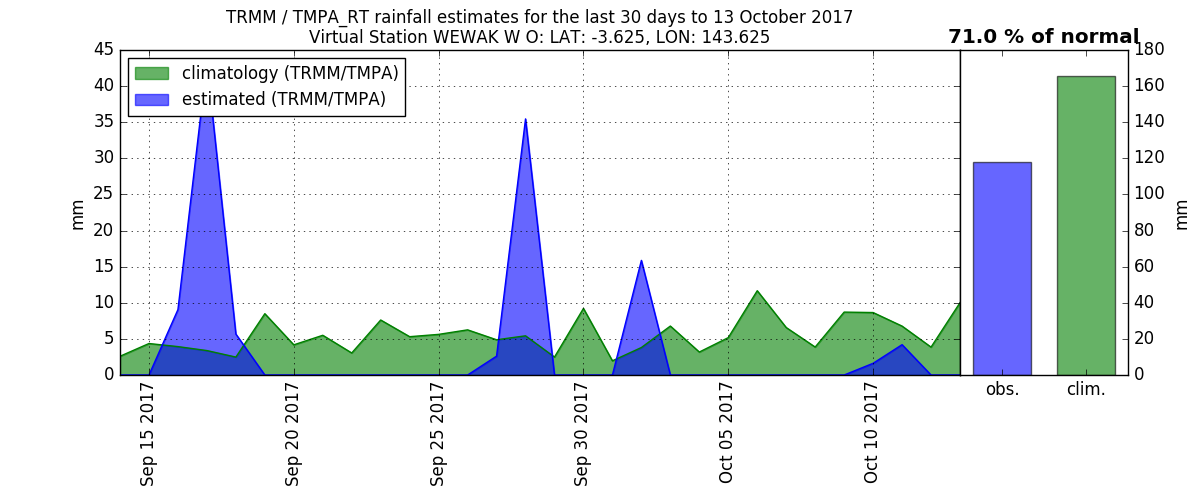 TRMM / TMPA_RT rainfall estimates for the last 30 days to 13 October 2017
Virtual Station WEWAK W O: LAT: -3.625, LON: 143.625
71.0 % of normal
climatology (TRMM/TMPA)
estimated (TRMM/TMPA)
45
40
35
30
25
20
15
10
5
0
mm
180
160
140
120
100
80
60
40
20
0
mm
Sep 15 2017
Sep 20 2017
Sep 25 2017
Sep 30 2017
Oct 05 2017
Oct 10 2017
obs.
clim.